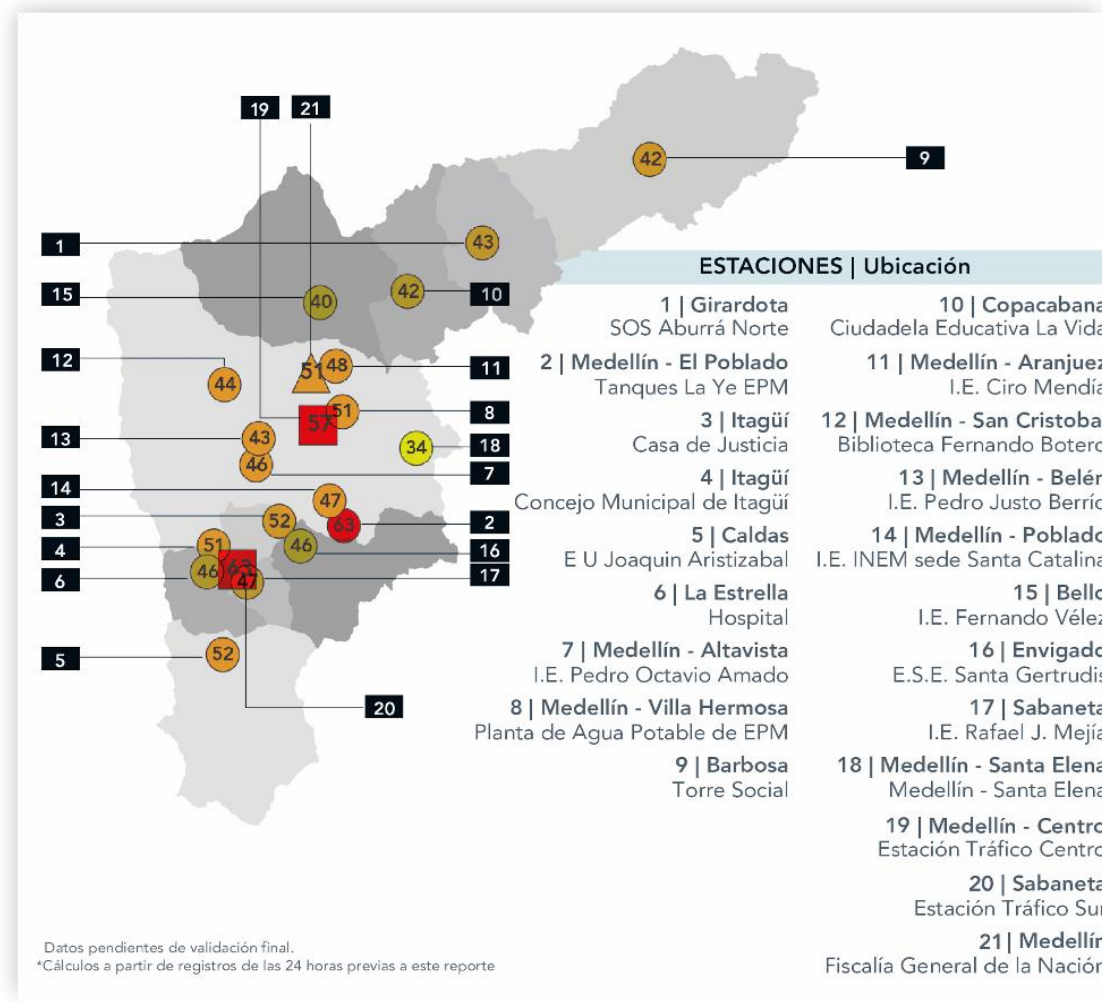 19
21
42
9
1
43
15
40
42
10
12
44
51
48
11
57
51
8
13
43
34
18
46
7
14
47
3
52
63
2
4
51
46
16
6
46
47
17
5
52
20
ESTACIONES | Ubicación
1 | Girardota
SOS Aburrá Norte
2 | Medellín - El Poblado
Tanques La Ye EPM
3 | Itagüí
Casa de Justicia
4 | Itagüí
Concejo Municipal de Itagüí
5 | Caldas
E U Joaquin Aristizabal
6 | La Estrella
Hospital
7 | Medellín - Altavista
I.E. Pedro Octavio Amado
8 | Medellín - Villa Hermosa
Planta de Agua Potable de EPM
9 | Barbosa
Torre Social
10 | Copacabana
Ciudadela Educativa La Vida
11 | Medellín - Aranjuez
I.E. Ciro Mendía
12 | Medellín - San Cristobal
Biblioteca Fernando Botero
13 | Medellín - Belén
I.E. Pedro Justo Berrío
14 | Medellín - Poblado
I.E. INEM sede Santa Catalina
15 | Bello
I.E. Fernando Vélez
16 | Envigado
E.S.E. Santa Gertrudis
17 | Sabaneta
I.E. Rafael J. Mejía
18 | Medellín - Santa Elena
Medellín - Santa Elena
19 | Medellín - Centro
Estación Tráfico Centro
20 | Sabaneta
Estación Tráfico Sur
21| Medellín
Fiscalía General de la Nación
Datos pendientes de validación final.
*Cálculos a partir de registros de las 24 horas previas a este reporte